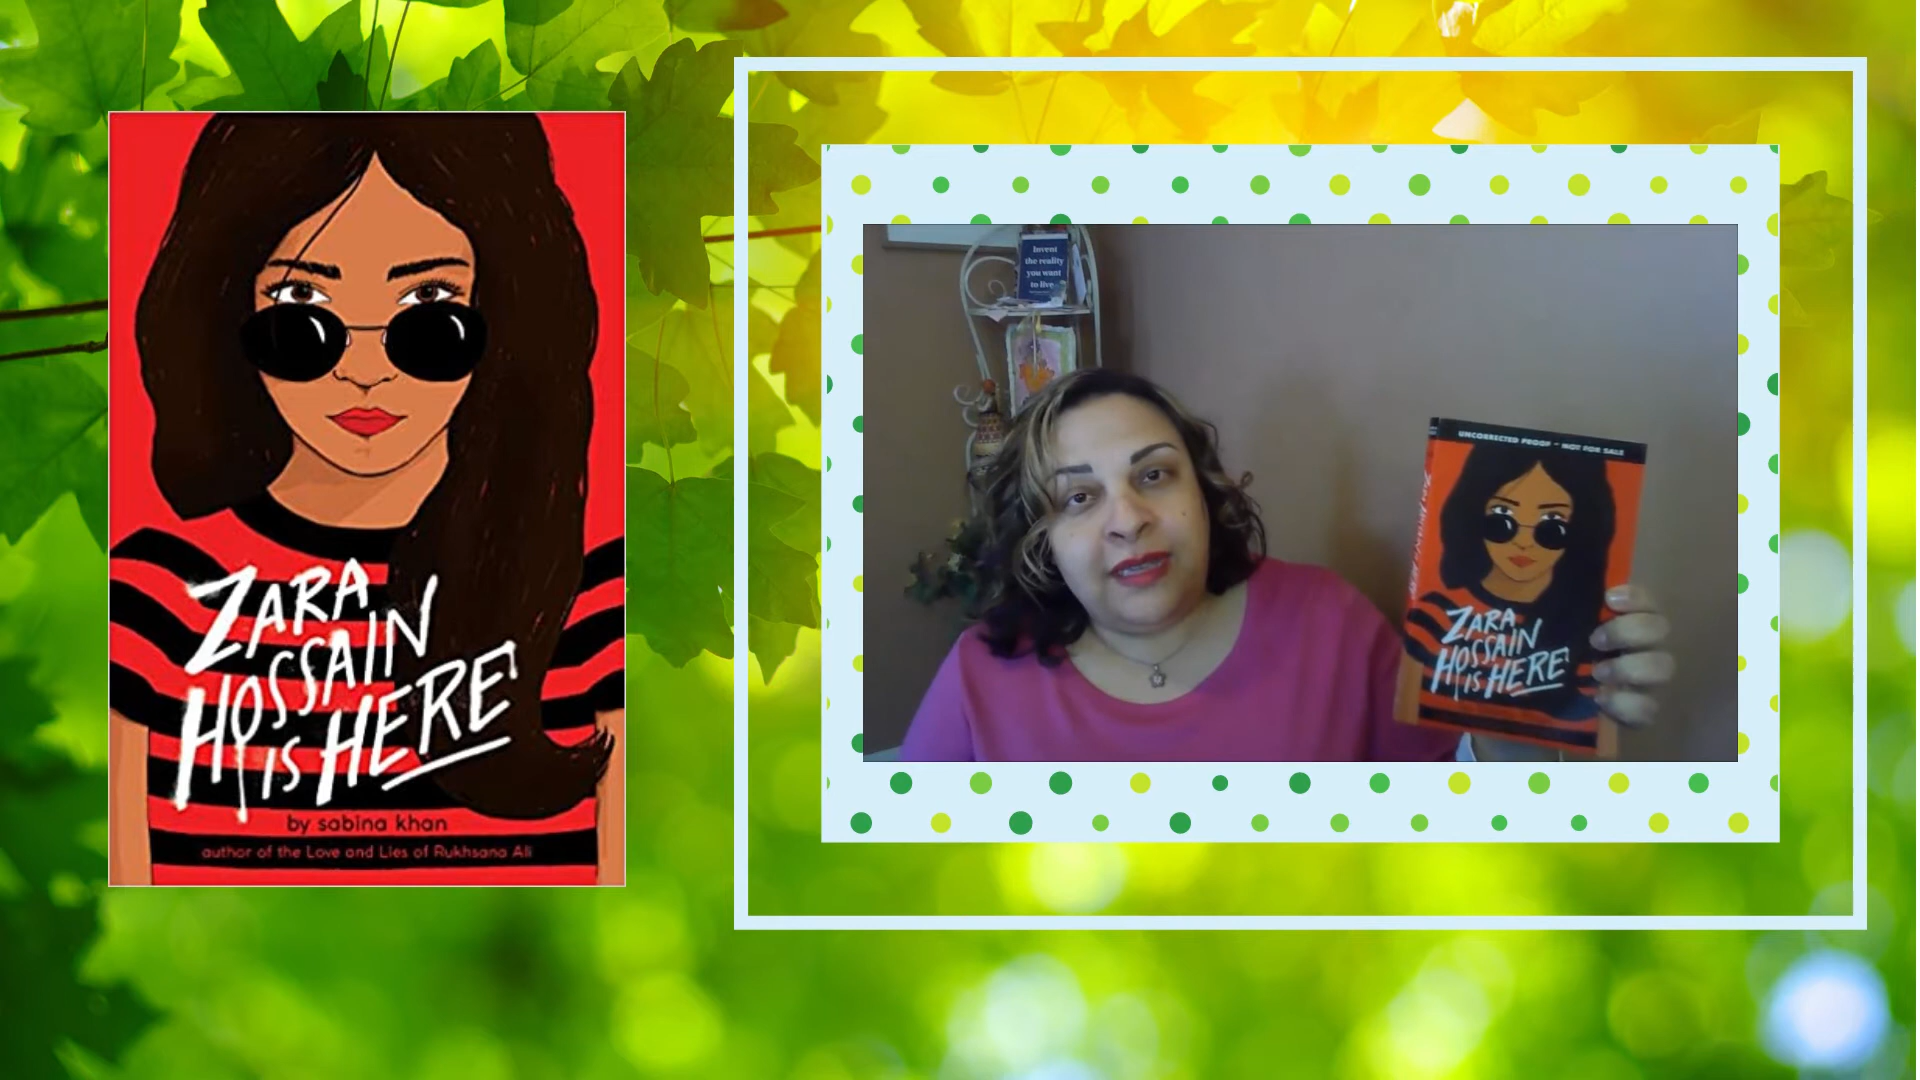 ZARA
HOSSAIN
IS HERE
by sabina khan
author of the Love and Lies of Rukhsana Ali
Invent
the reality
you want
to live
UNCORRECTED PROOF - NOT FOR SALE
ZARA
HOSSAIN
IS HERE